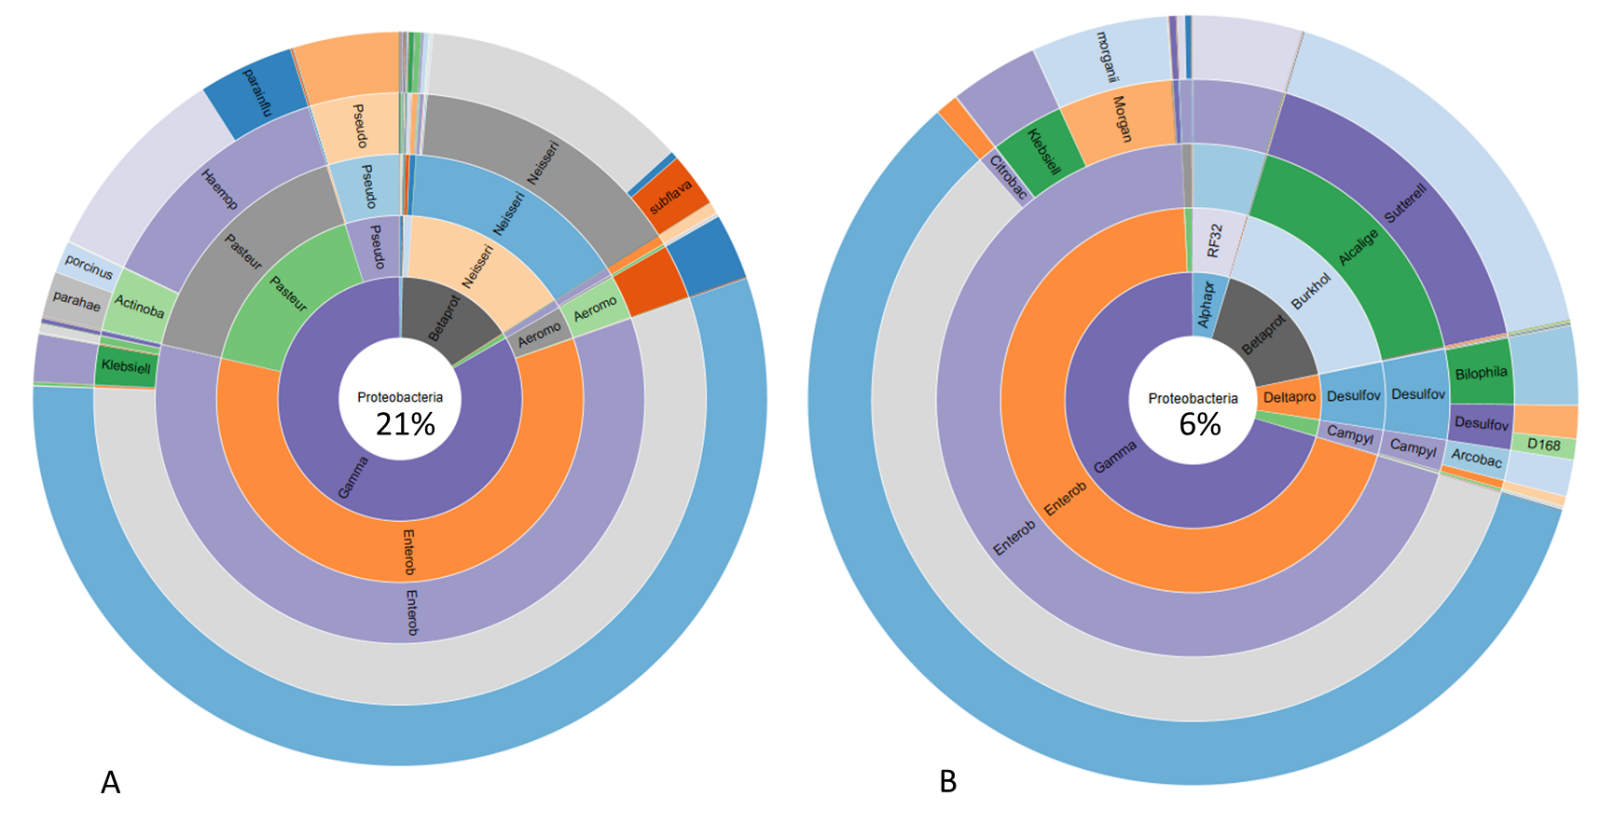 parainflu
Pseudo
Haemop
Pseudo
Neisseri
subflava
Neisseri
Pasteur
Pseudo
Neisseri
porcinus
Pasteur
parahae
Actinoba
Betaprot
Aeromo
Aeromo
Klebsiell
Proteobacteria
21%
Gamma
Enterob
Enterob
A
morganii
Morgan
Klebsiell
Citrobac
Sutterell
Alcalige
RF32
Burkhol
Alphapr
Betaprot
Bilophila
Desulfov
Desulfov
Deltapro
Proteobacteria
6%
Desulfov
D168
Campyl
Campyl
Arcobac
Gamma
Enterob
Enterob
B